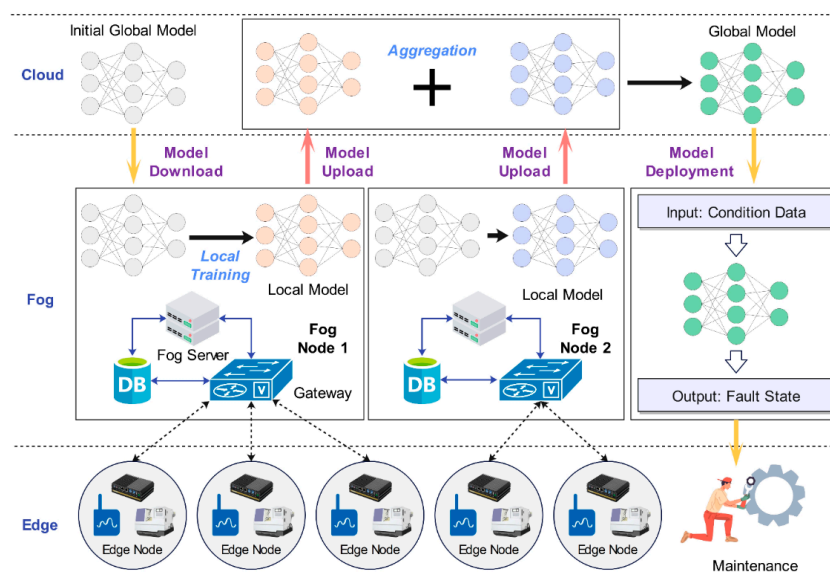 Initial Global Model
Aggregation
Global Model
Cloud
Model
Download
Model
Upload
Model
Upload
Model
Deployment
Input: Condition Data
Local
Training
Local Model
Local Model
Fog
Fog Server
Fog
Node 1
Fog
Node 2
DB
V
Gateway
DB
V
Output: Fault State
Edge
Edge Node
Edge Node
Edge Node
Edge Node
Edge Node
Maintenance